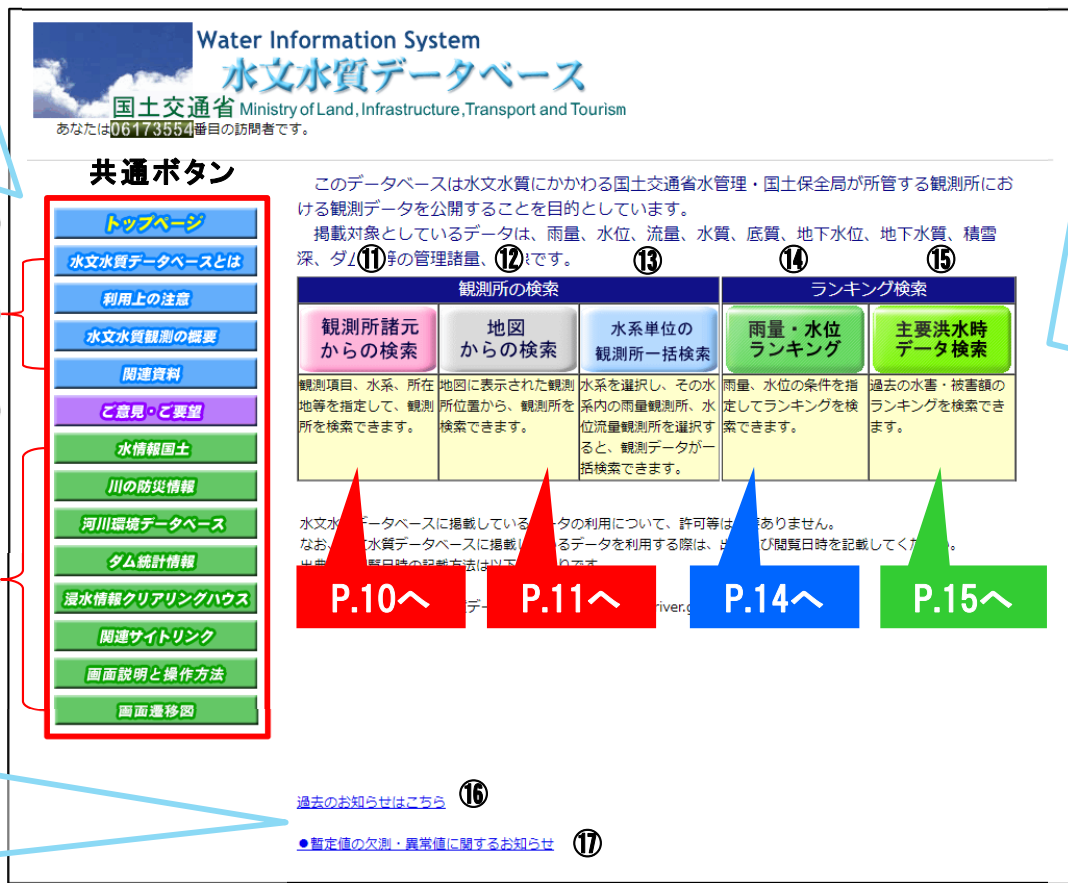 Water Information System
水文水質データベース
国土交通省 Ministry of Land, Infrastructure, Transport and Tourism
あなたは06173554番目の訪問者です。
共通ボタン
トップページ
水文水質データベースとは
利用上の注意
水文水質観測の概要
関連資料
ご意見・ご要望
水情報国土
川の防災情報
河川環境データベース
ダム統計情報
浸水情報クリアリングハウス
関連サイトリンク
画面説明と操作方法
画面遷移図
このデータベースは水文水質にかかわる国土交通省水管理・国土保全局が所管する観測所にお
ける観測データを公開することを目的としています。
掲載対象としているデータは、雨量、水位、流量、水質、底質、地下水位、地下水質、積雪
深、ダム 等の管理諸量、 です。
⑪ ⑫ ⑬ ⑭ ⑮
観測所の検索 ランキング検索
観測所諸元
からの検索
地図
からの検索
水系単位の
観測所一括検索
雨量・水位
ランキング
主要洪水時
データ検索
観測項目、水系、所在
地等を指定して、観測
所を検索できます。
地図に表示された観測
所位置から、観測所を
検索できます。
水系を選択し、その水
系内の雨量観測所、水
位流量観測所を選択す
ると、観測データが一
括検索できます。
雨量、水位の条件を指
定してランキングを検
索できます。
過去の水害・被害額の
ランキングを検索でき
ます。
水文水 データベースに掲載している ータの利用について、許可等は ありません。
なお、 水質データベースに掲載 るデータを利用する際は、出 び閲覧日時を記載してくだ 。
P.10へ
P.11へ
P.14へ
P.15へ
過去のお知らせはこちら ⑯
●暫定値の欠測・異常値に関するお知らせ ⑰